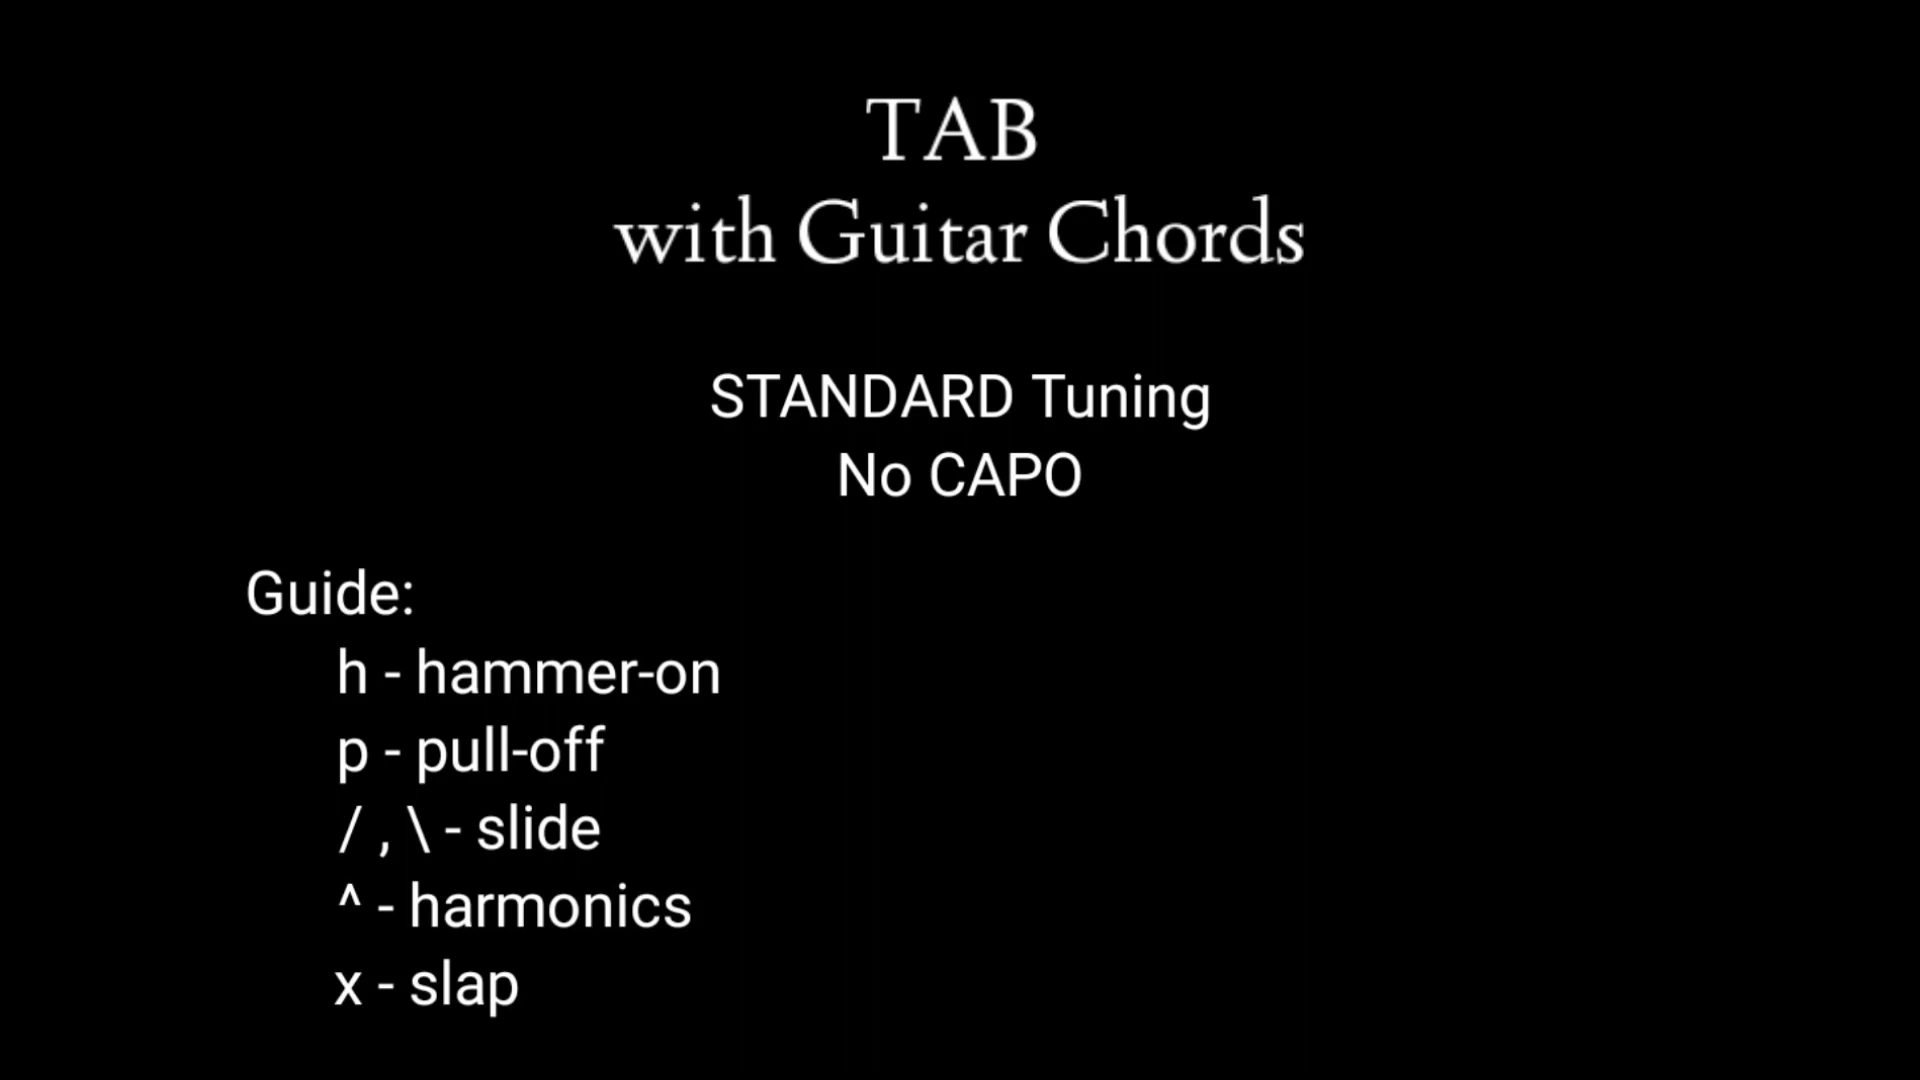 TAB
with Guitar Chords
STANDARD Tuning
No CAPO
Guide:
h - hammer-on
p - pull-off
/ , \ - slide
^ - harmonics
x - slap